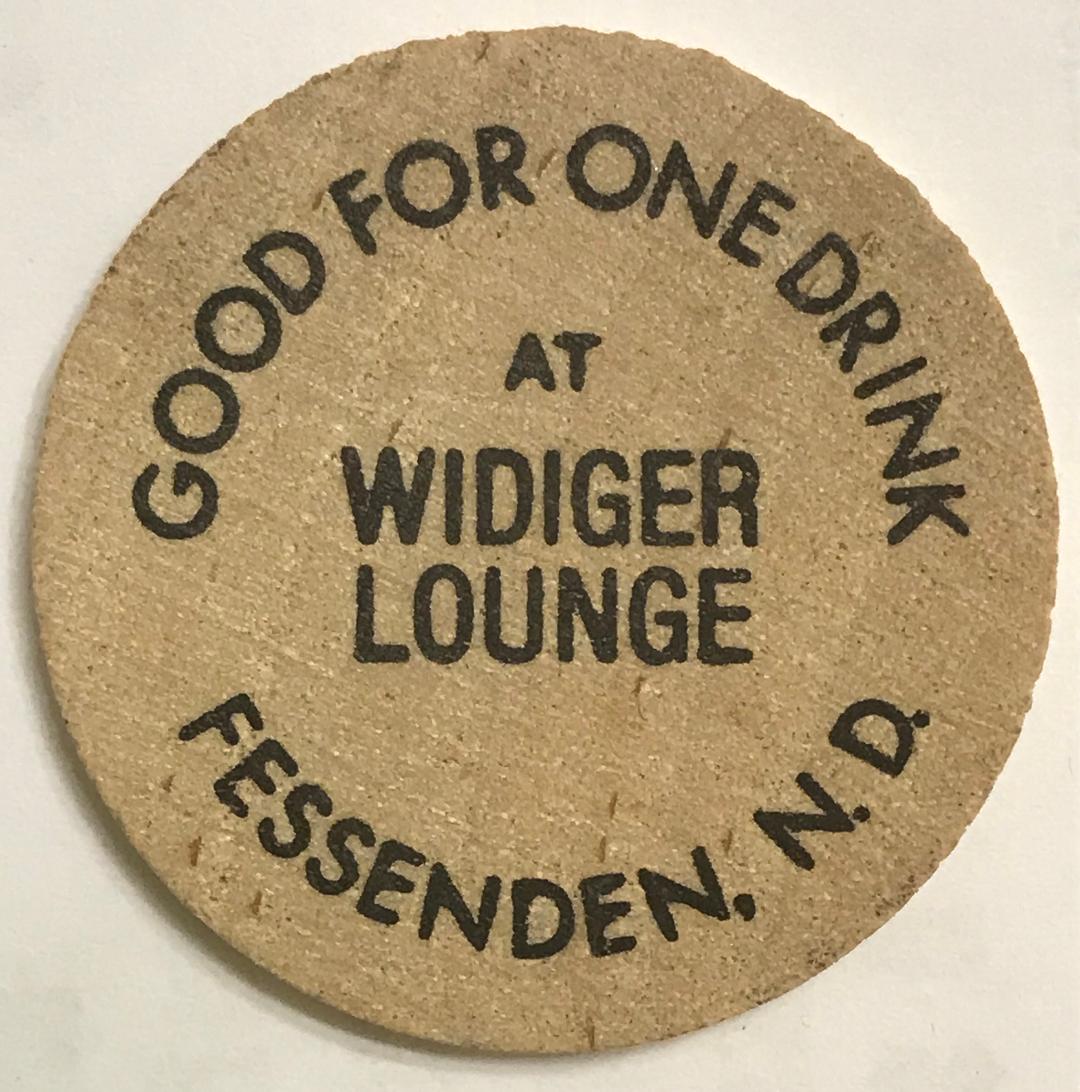 GOOD FOR ONE DRINK
AT
WIDIGER
LOUNGE
FESSENDEN, N.D.